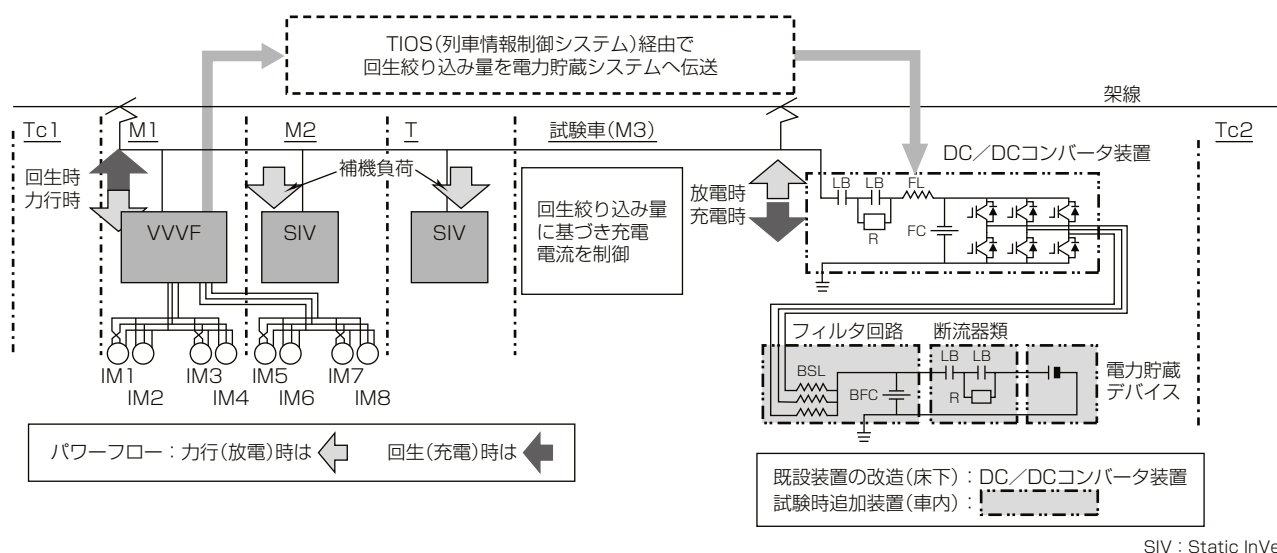 TIOS(列車情報制御システム)経由で
回生絞り込み量を電力貯蔵システムへ伝送
架線
Tc1
M1
M2
T
試験車(M3)
Tc2
DC/DCコンバータ装置
回生時
力行時
補機負荷
放電時
充電時
VVVF
SIV
SIV
回生絞り込み量
に基づき充電
電流を制御
LB
LB
FL
R
FC
IM1
IM2
IM3
IM4
IM5
IM6
IM7
IM8
フィルタ回路
断流器類
BSL
BFC
LB
LB
R
電力貯蔵
デバイス
パワーフロー:力行(放電)時は
回生(充電)時は
既設装置の改造(床下):DC/DCコンバータ装置
試験時追加装置(車内):
SIV:Static InVe